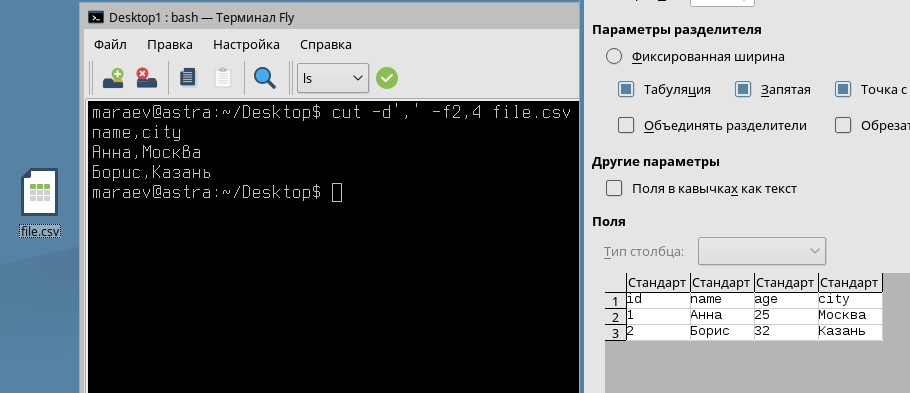 Desktop1 : bash — Терминал Fly
Файл Правка Настройка Справка
ls
maraev@astra:~/Desktop$ cut -d',' -f2,4 file.csv
name,city
Анна,Москва
Борис,Казань
maraev@astra:~/Desktop$
file.csv
Параметры разделителя
Фиксированная ширина
Табуляция Запятая Точка с
Объединять разделители Обрезат
Другие параметры
Поля в кавычках как текст
Поля
Тип столбца:
Стандарт Стандарт Стандарт Стандарт
1 id name age city
2 1 Анна 25 Москва
3 2 Борис 32 Казань